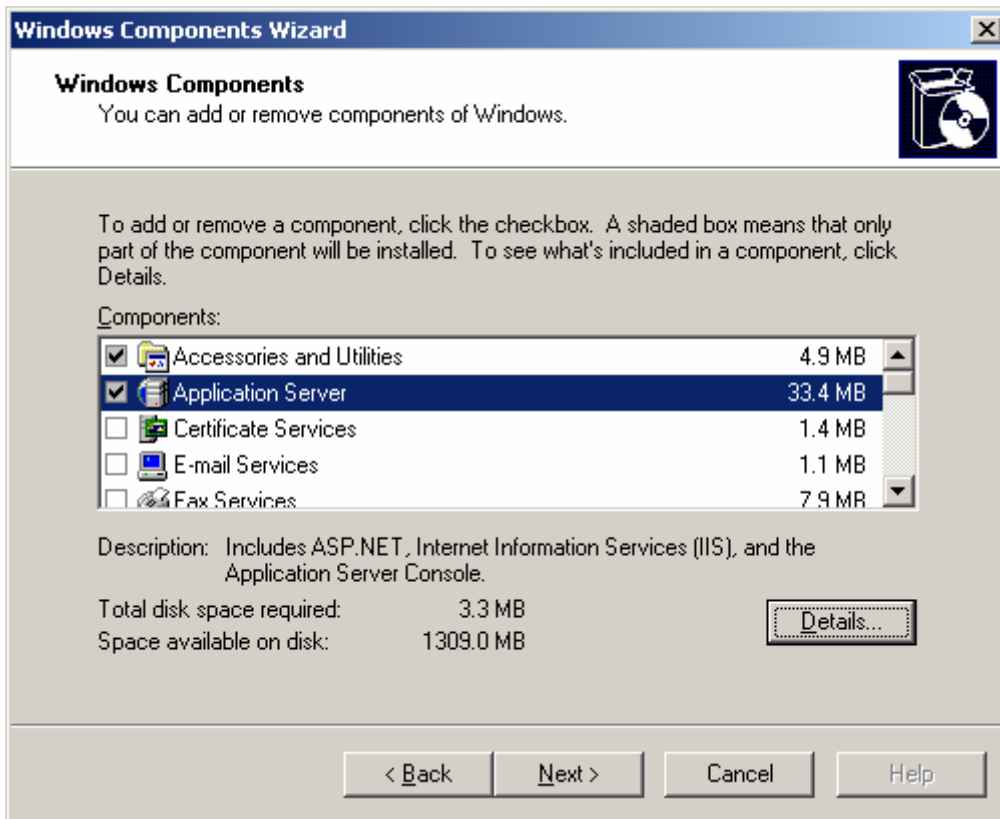 Windows Components Wizard
Windows Components
You can add or remove components of Windows.
To add or remove a component, click the checkbox. A shaded box means that only
part of the component will be installed. To see what's included in a component, click
Details.
Components:
Accessories and Utilities 4.9 MB
Application Server 33.4 MB
Certificate Services 1.4 MB
E-mail Services 1.1 MB
Fax Services 7.9 MB
Description: Includes ASP.NET, Internet Information Services (IIS), and the
Application Server Console.
Total disk space required: 3.3 MB
Space available on disk: 1309.0 MB
Details...
< Back Next > Cancel Help